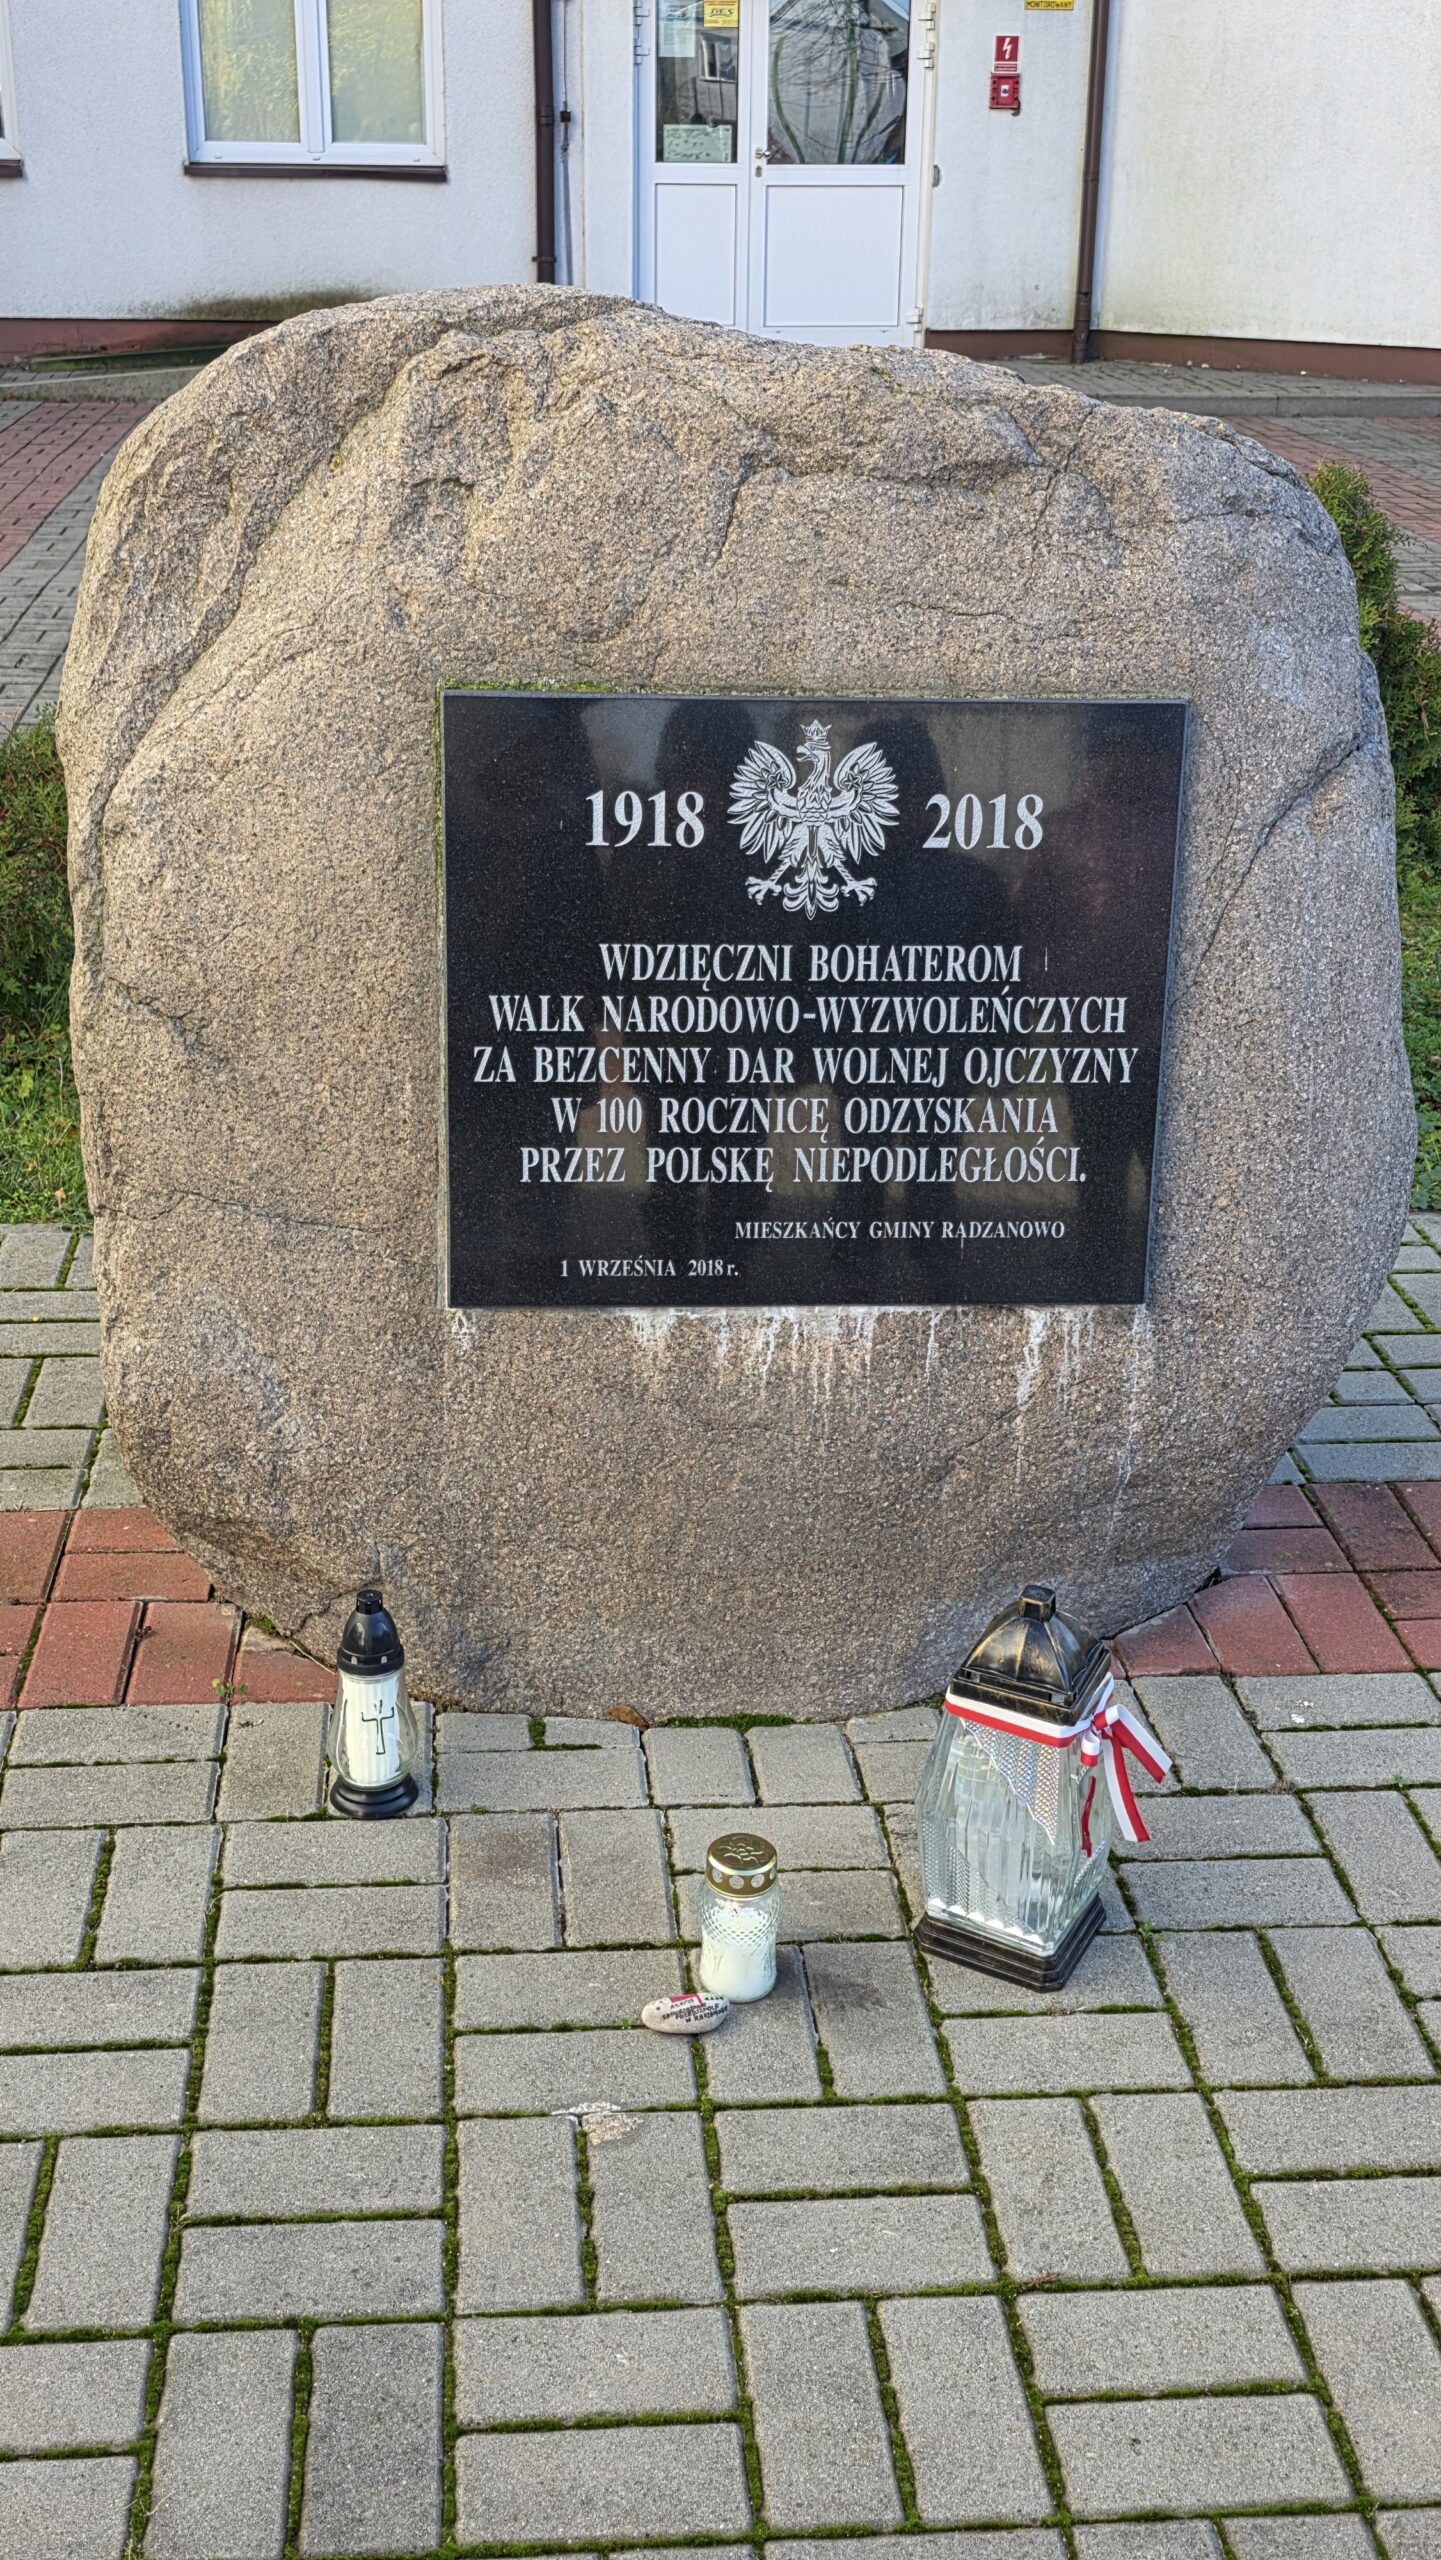 MONITOROWANY
1918 2018
WDZIĘCZNI BOHATEROM
WALK NARODOWO-WYZWOLEŃCZYCH
ZA BEZCENNY DAR WOLNEJ OJCZYZNY
W 100 ROCZNICĘ ODZYSKANIA
PRZEZ POLSKĘ NIEPODLEGŁOŚCI.
MIESZKAŃCY GMINY RADZANOWO
1 WRZEŚNIA 2018 r.